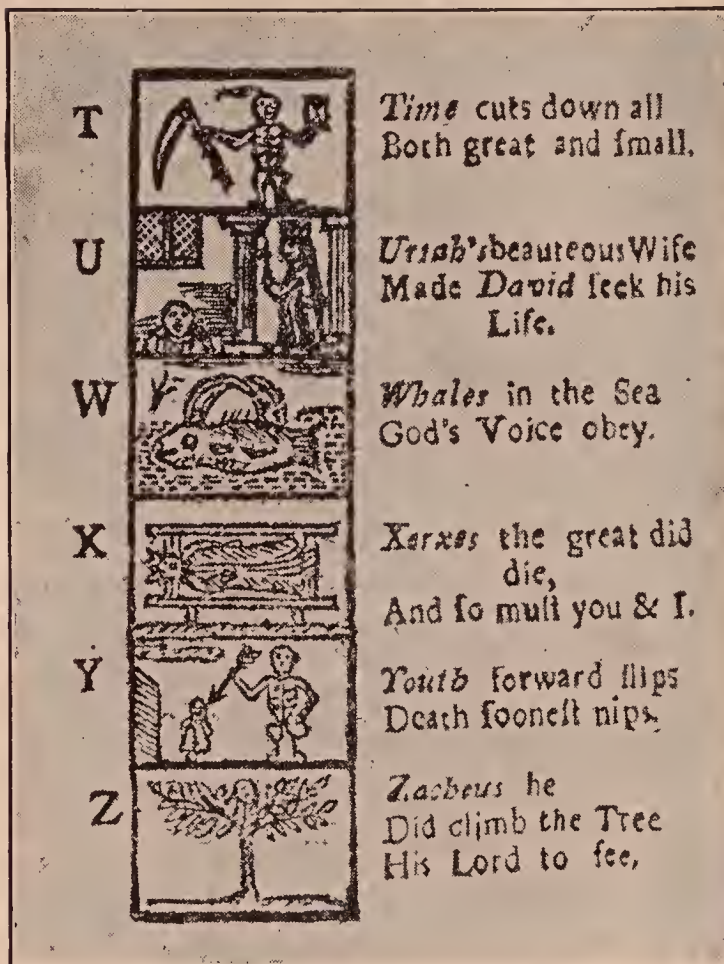 T
Time cuts down all
Both great and ſmall.
U
Uriah's beauteous Wife
Made David ſeek his
Life.
W
Whales in the Sea
God's Voice obey.
X
Xerxes the great did
die,
And ſo muſt you & I.
Y
Youth forward ſlips
Death ſooneſt nips.
Z
Zacheus he
Did climb the Tree
His Lord to ſee,